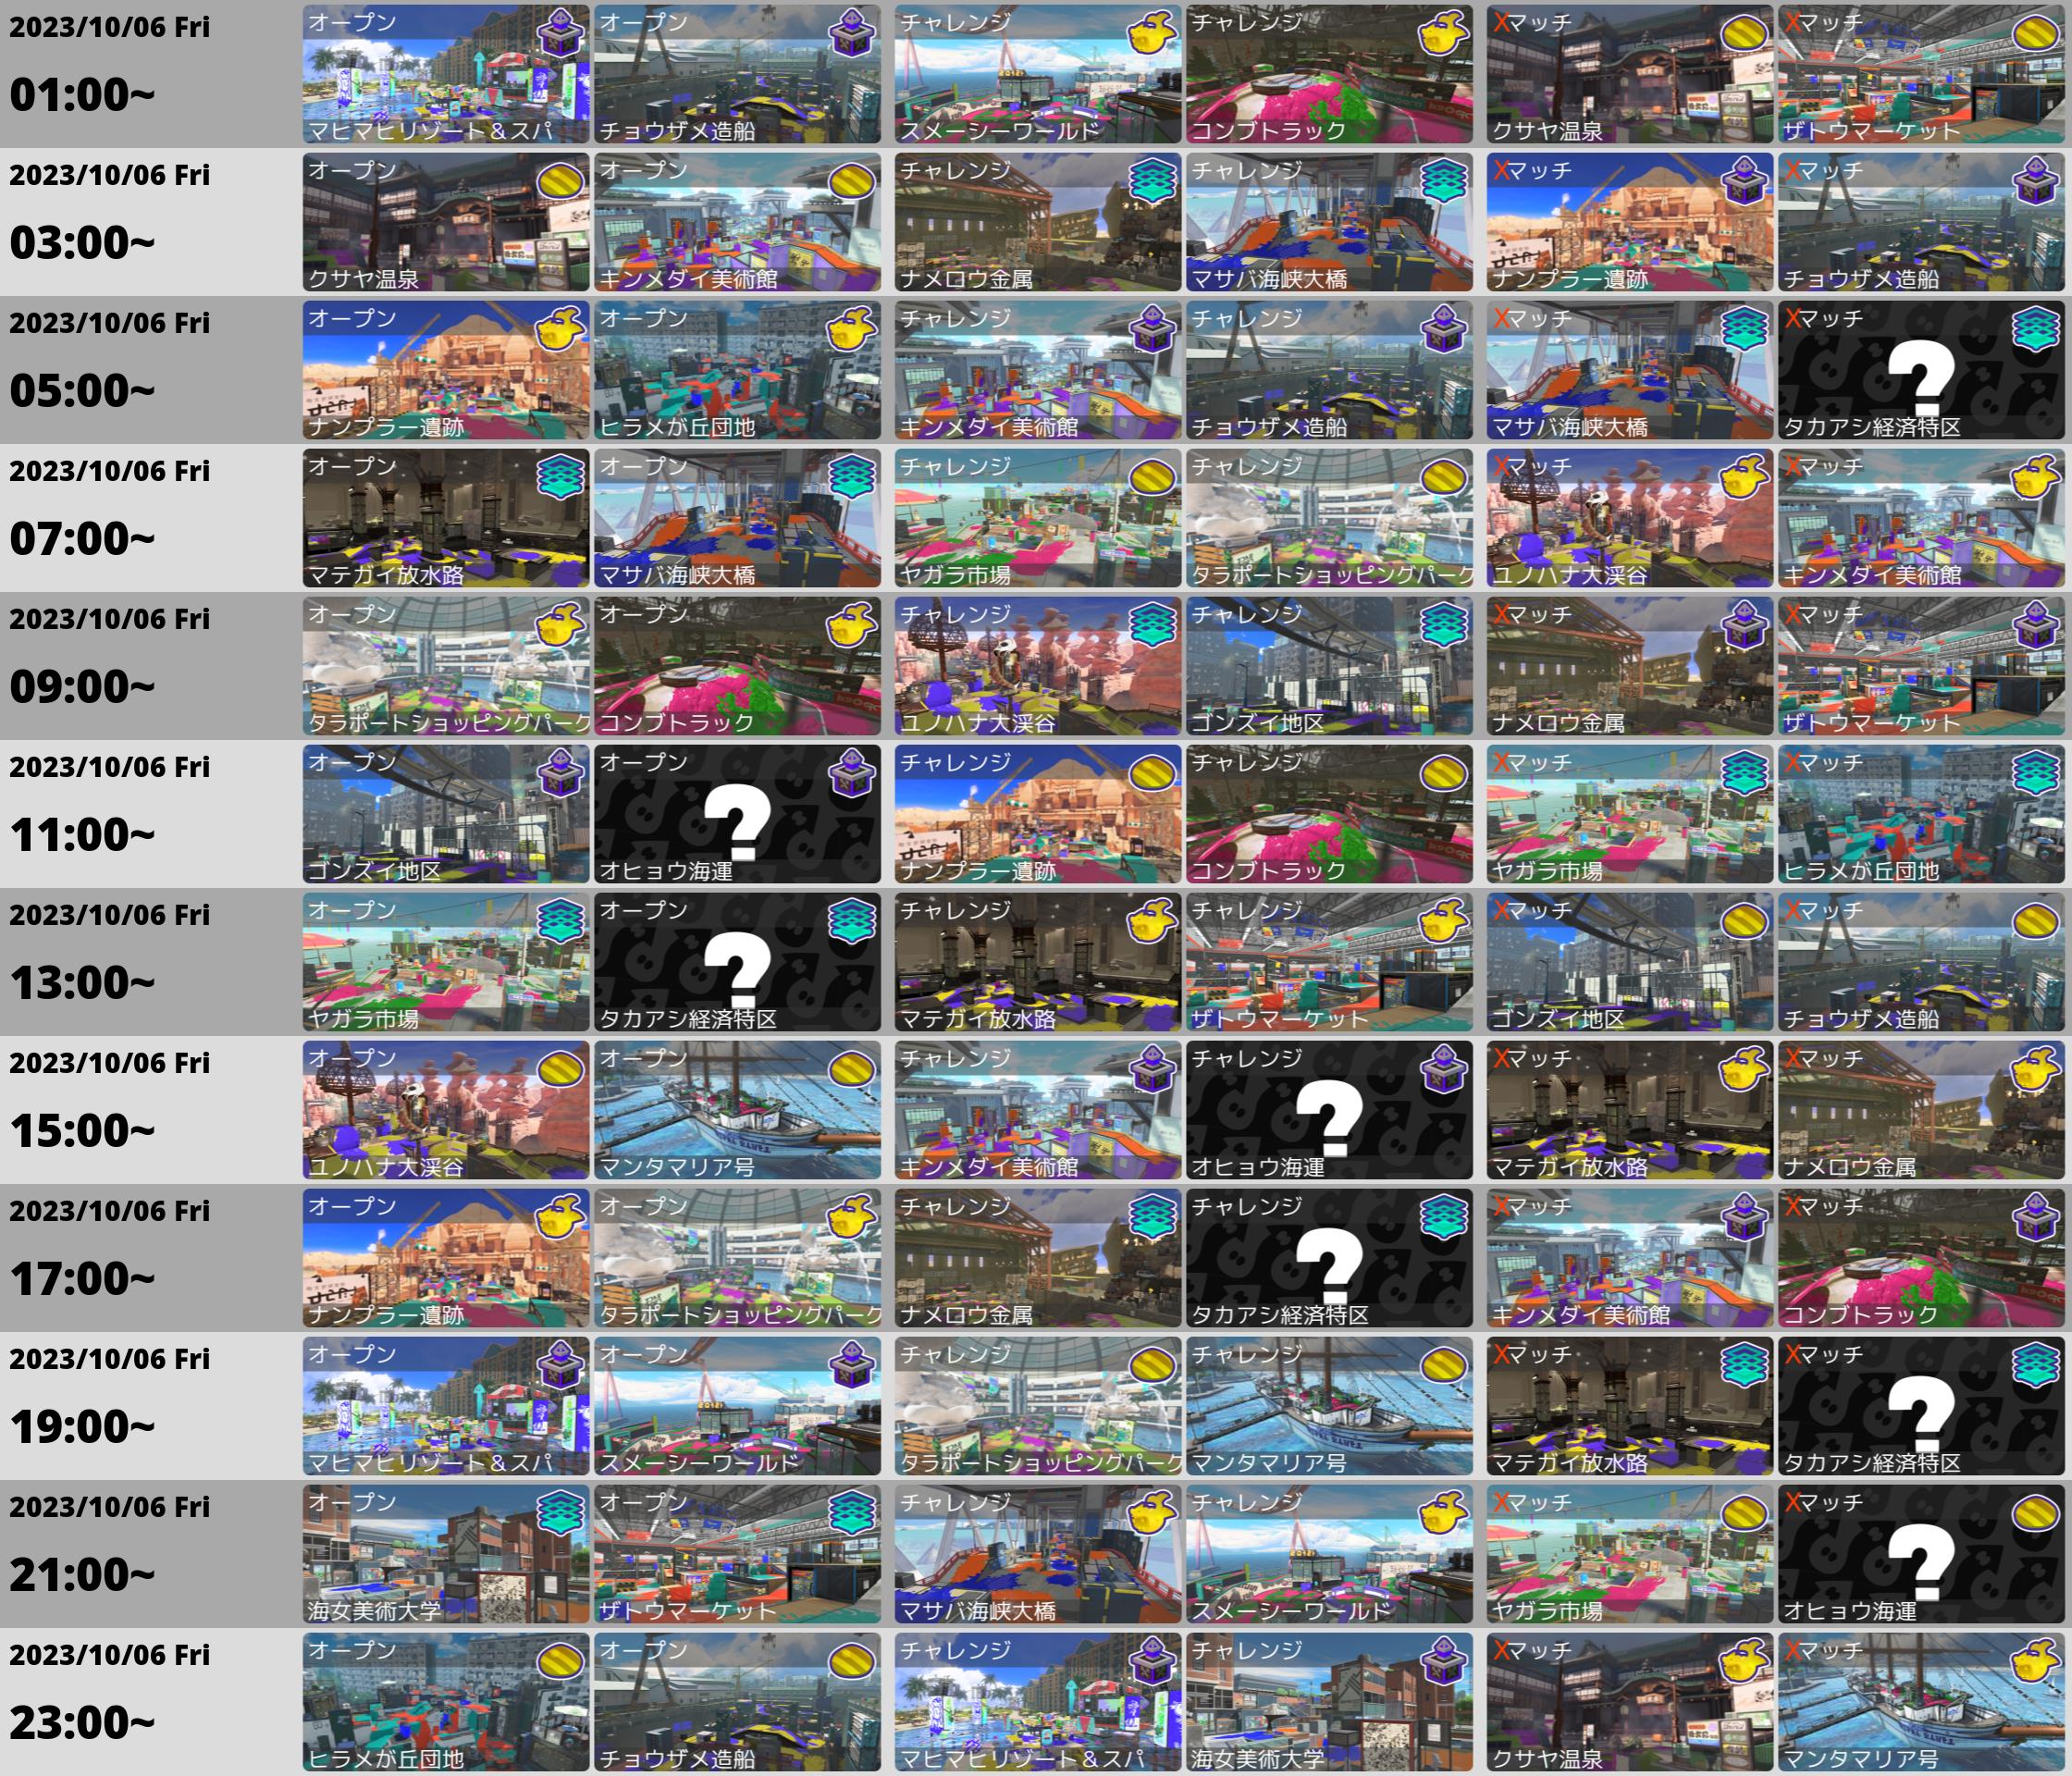 2023/10/06 Fri
01:00~
オープン オープン チャレンジ チャレンジ Xマッチ Xマッチ
マヒマヒリゾート＆スパ チョウザメ造船 スメーシーワールド コンブトラック クサヤ温泉 ザトウマーケット
2023/10/06 Fri
03:00~
オープン オープン チャレンジ チャレンジ Xマッチ Xマッチ
クサヤ温泉 キンメダイ美術館 ナメロウ金属 マサバ海峡大橋 ナンプラー遺跡 チョウザメ造船
2023/10/06 Fri
05:00~
オープン オープン チャレンジ チャレンジ Xマッチ Xマッチ
?
ナンプラー遺跡 ヒラメが丘団地 キンメダイ美術館 チョウザメ造船 マサバ海峡大橋 タカアシ経済特区
2023/10/06 Fri
07:00~
オープン オープン チャレンジ チャレンジ Xマッチ Xマッチ
マテガイ放水路 マサバ海峡大橋 ヤガラ市場 タラポートショッピングパーク ユノハナ大渓谷 キンメダイ美術館
2023/10/06 Fri
09:00~
オープン オープン チャレンジ チャレンジ Xマッチ Xマッチ
タラポートショッピングパーク コンブトラック ユノハナ大渓谷 ゴンズイ地区 ナメロウ金属 ザトウマーケット
2023/10/06 Fri
11:00~
オープン オープン チャレンジ チャレンジ Xマッチ Xマッチ
?
ゴンズイ地区 オヒョウ海運 ナンプラー遺跡 コンブトラック ヤガラ市場 ヒラメが丘団地
2023/10/06 Fri
13:00~
オープン オープン チャレンジ チャレンジ Xマッチ Xマッチ
?
ヤガラ市場 タカアシ経済特区 マテガイ放水路 ザトウマーケット ゴンズイ地区 チョウザメ造船
2023/10/06 Fri
15:00~
オープン オープン チャレンジ チャレンジ Xマッチ Xマッチ
?
ユノハナ大渓谷 マンタマリア号 キンメダイ美術館 オヒョウ海運 マテガイ放水路 ナメロウ金属
2023/10/06 Fri
17:00~
オープン オープン チャレンジ チャレンジ Xマッチ Xマッチ
?
ナンプラー遺跡 タラポートショッピングパーク ナメロウ金属 タカアシ経済特区 キンメダイ美術館 コンブトラック
2023/10/06 Fri
19:00~
オープン オープン チャレンジ チャレンジ Xマッチ Xマッチ
?
マヒマヒリゾート＆スパ スメーシーワールド タラポートショッピングパーク マンタマリア号 マテガイ放水路 タカアシ経済特区
2023/10/06 Fri
21:00~
オープン オープン チャレンジ チャレンジ Xマッチ Xマッチ
?
海女美術大学 ザトウマーケット マサバ海峡大橋 スメーシーワールド ヤガラ市場 オヒョウ海運
2023/10/06 Fri
23:00~
オープン オープン チャレンジ チャレンジ Xマッチ Xマッチ
ヒラメが丘団地 チョウザメ造船 マヒマヒリゾート＆スパ 海女美術大学 クサヤ温泉 マンタマリア号